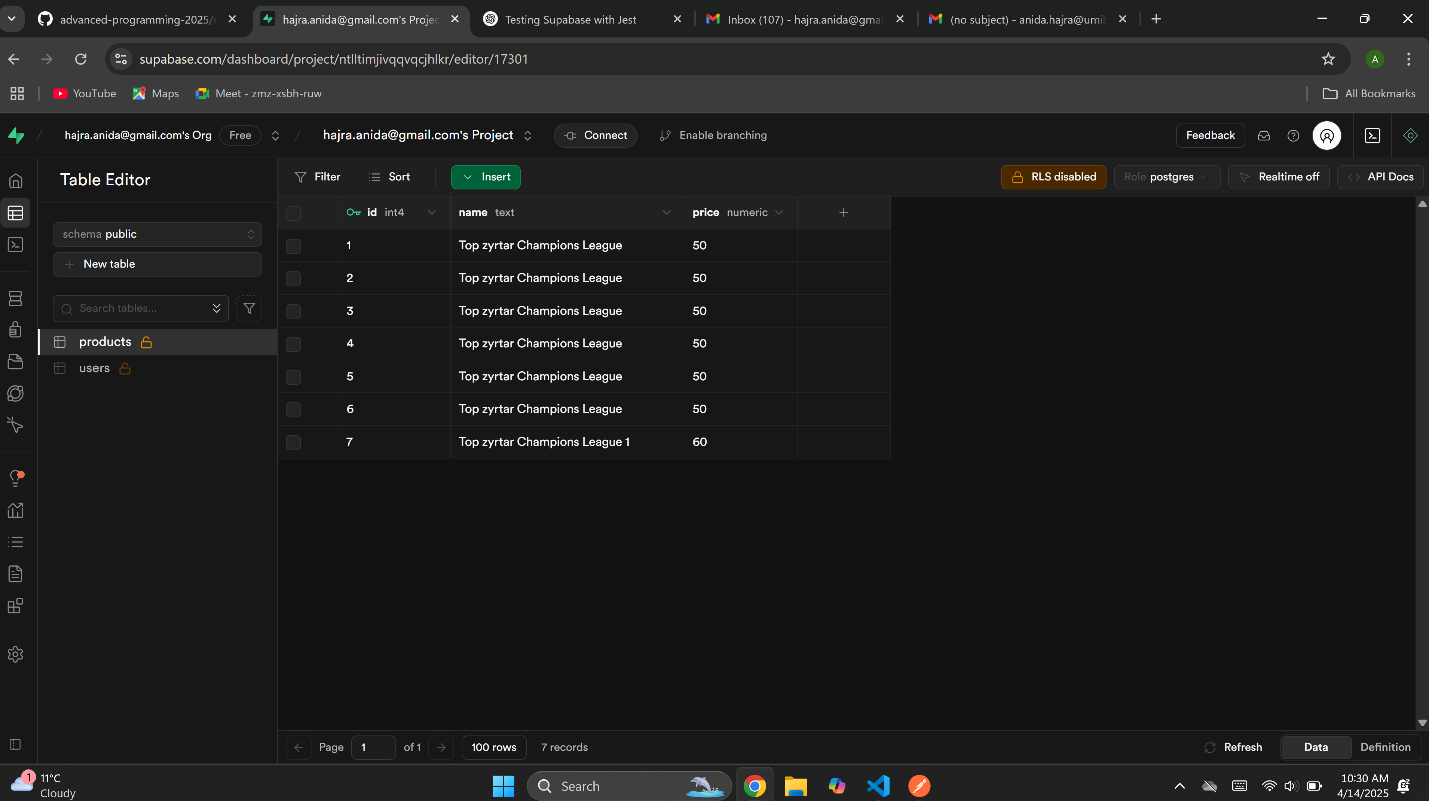 advanced-programming-2025/
hajra.anida@gmail.com's Projec
Testing Supabase with Jest
Inbox (107) - hajra.anida@gmai
(no subject) - anida.hajra@umi
supabase.com/dashboard/project/ntlltimjivqqvqcjhlkr/editor/17301
A
YouTube
Maps
Meet - zmz-xsbh-ruw
All Bookmarks
hajra.anida@gmail.com's Org
Free
hajra.anida@gmail.com's Project
Connect
Enable branching
Feedback
Table Editor
Filter
Sort
Insert
RLS disabled
Role postgres
Realtime off
API Docs
schema public
New table
Search tables...
products
users
id int4
name text
price numeric
1 Top zyrtar Champions League 50
2 Top zyrtar Champions League 50
3 Top zyrtar Champions League 50
4 Top zyrtar Champions League 50
5 Top zyrtar Champions League 50
6 Top zyrtar Champions League 50
7 Top zyrtar Champions League 1 60
Page 1 of 1
100 rows
7 records
Refresh
Data
Definition
1
11°C
Cloudy
Search
10:30 AM
4/14/2025